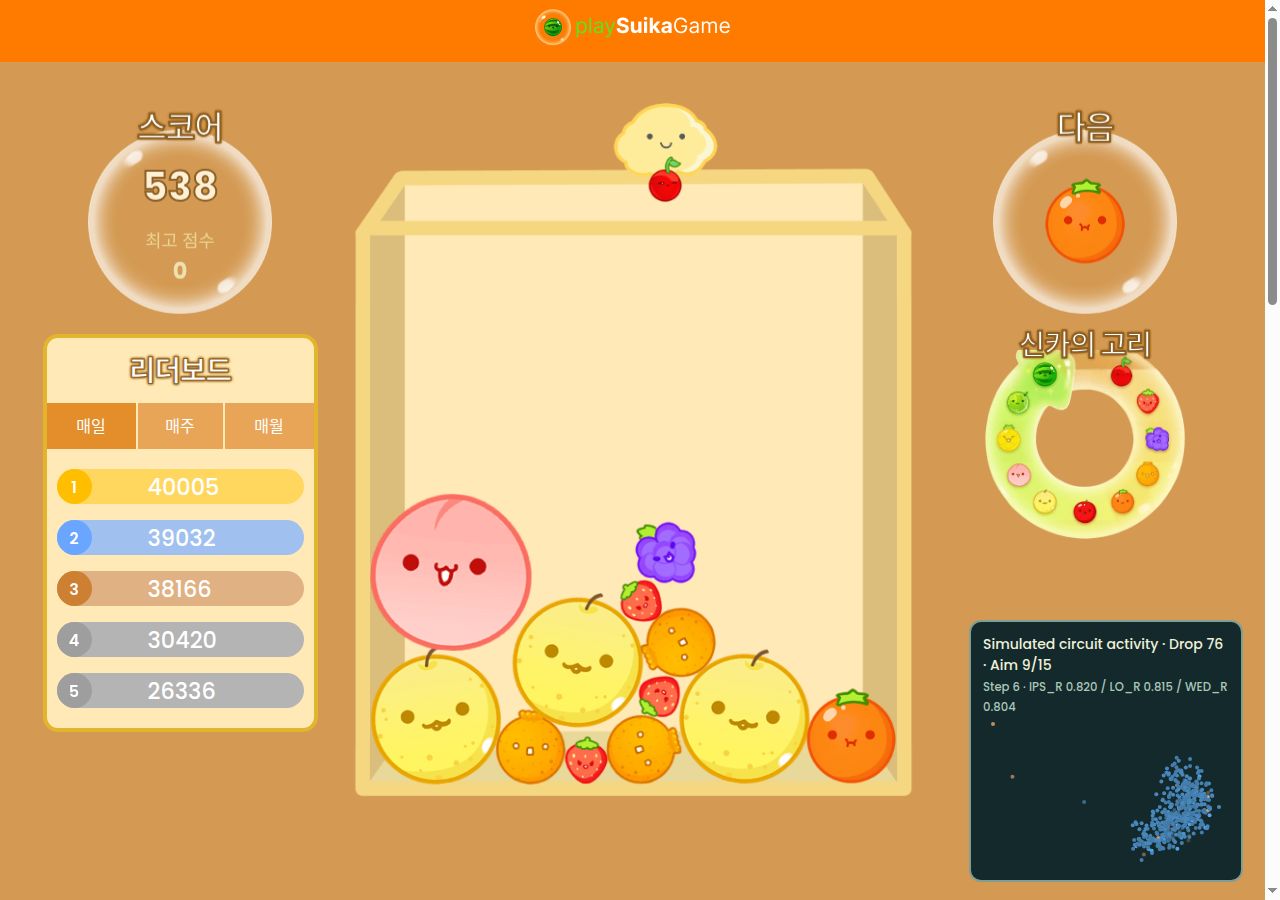 playSuikaGame
스코어
538
최고 점수
0
리더보드
매일 매주 매월
1 40005
2 39032
3 38166
4 30420
5 26336
다음
신카의 고리
Simulated circuit activity · Drop 76
· Aim 9/15
Step 6 · IPS_R 0.820 / LO_R 0.815 / WED_R
0.804